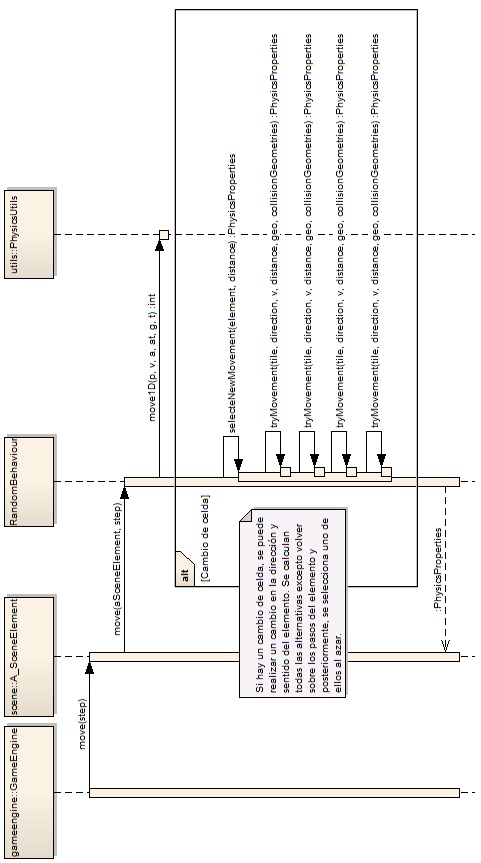 gameengine::GameEngine
scene::A_SceneElement
RandomBehaviour
utils::PhysicsUtils
move(step)
move(aSceneElement, step)
move1D(p, v, a, at, g, t) :int
alt
[Cambio de celda]
selecteNewMovement(element, distance) :PhysicsProperties
Si hay un cambio de celda, se puede
realizar un cambio en la dirección y
sentido del elemento. Se calculan
todas las alternativas excepto volver
sobre los pasos del elemento y
posteriormente, se selecciona uno de
ellos al azar.
tryMovement(tile, direction, v, distance, geo, collisionGeometries) :PhysicsProperties
tryMovement(tile, direction, v, distance, geo, collisionGeometries) :PhysicsProperties
tryMovement(tile, direction, v, distance, geo, collisionGeometries) :PhysicsProperties
tryMovement(tile, direction, v, distance, geo, collisionGeometries) :PhysicsProperties
:PhysicsProperties